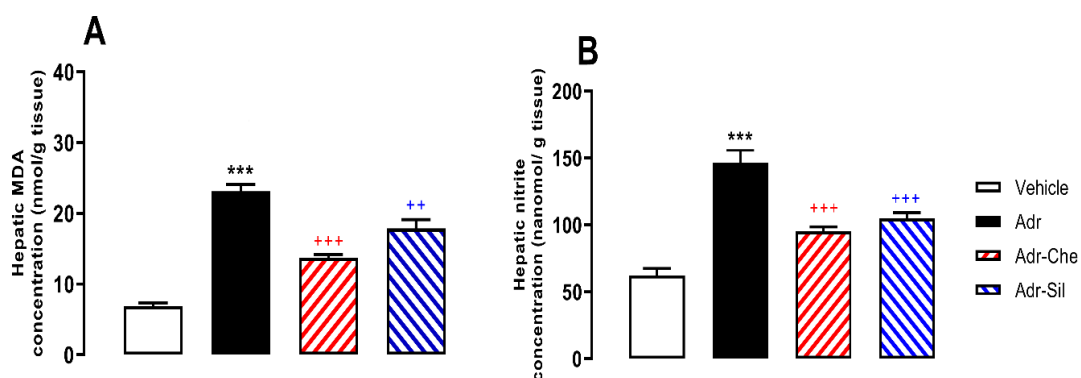 A
Hepatic MDA
concentration (nmol/g tissue)
40
30
20
10
0
***
+++
++
B
Hepatic nitrite
concentration (nanomol/ g tissue)
200
150
100
50
0
***
+++
+++
Vehicle
Adr
Adr-Che
Adr-Sil